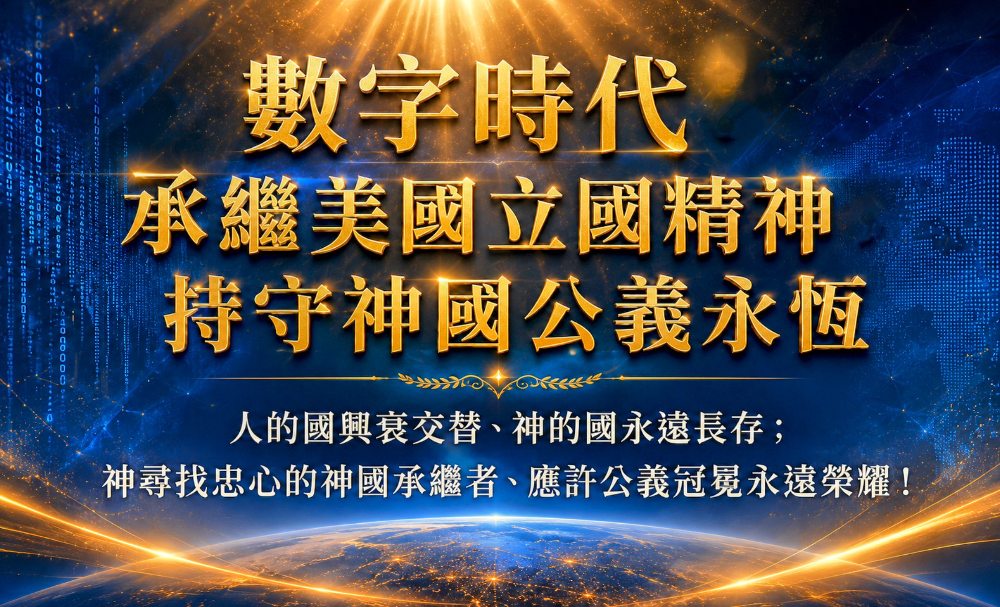 數字時代
承繼美國立國精神
持守神國公義永恆
人的國興衰交替、神的國永遠長存；
神尋找忠心的神國承繼者、應許公義冠冕永遠榮耀！